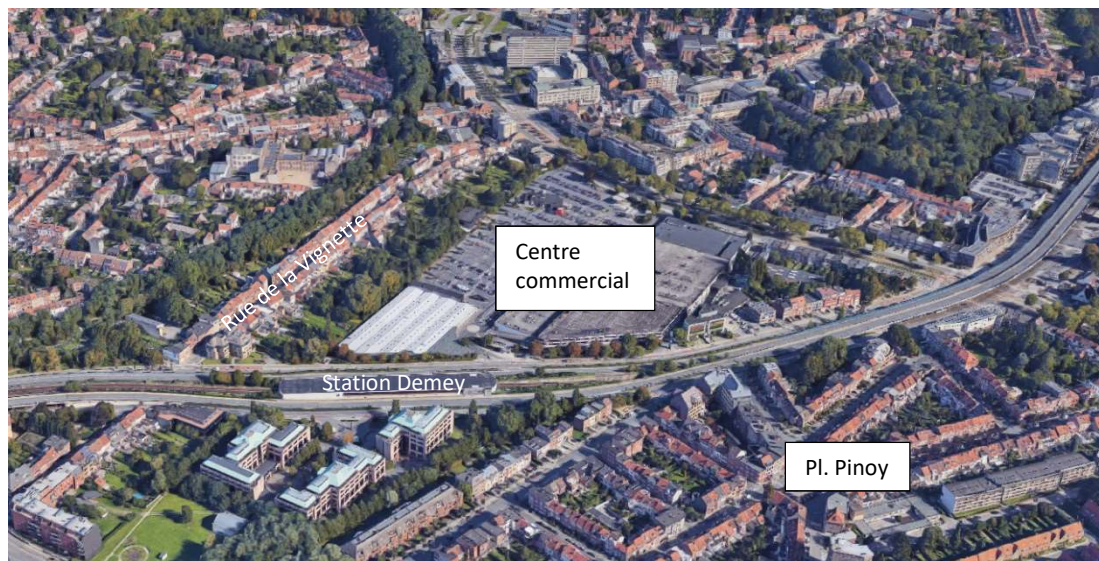 Rue de la Vignette
Centre
commercial
Station Demey
Pl. Pinoy